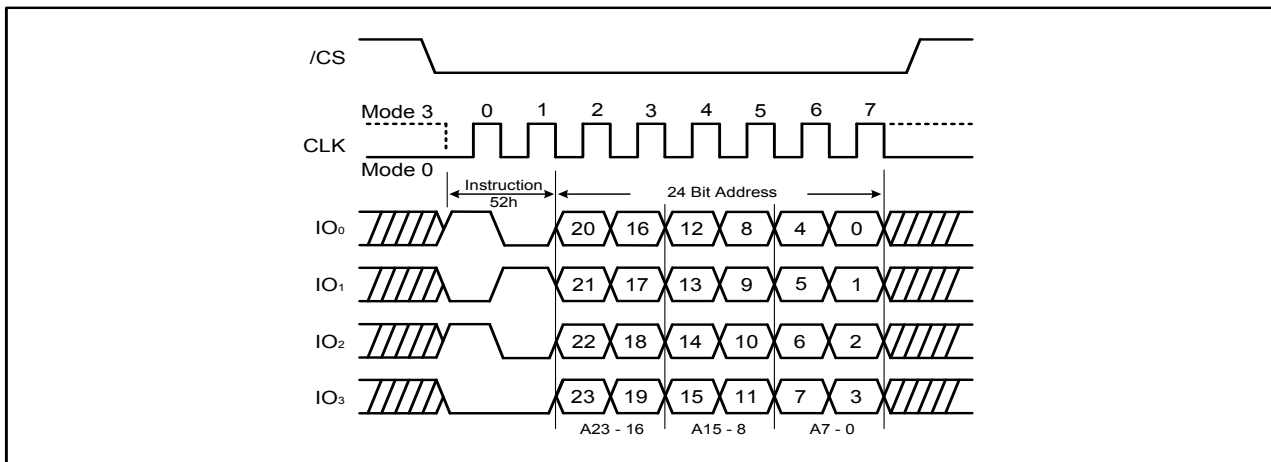 /CS
Mode 3 0 1 2 3 4 5 6 7
CLK
Mode 0
Instruction
52h
24 Bit Address
IO₀ 20 16 12 8 4 0
IO₁ 21 17 13 9 5 1
IO₂ 22 18 14 10 6 2
IO₃ 23 19 15 11 7 3
A23 - 16 A15 - 8 A7 - 0